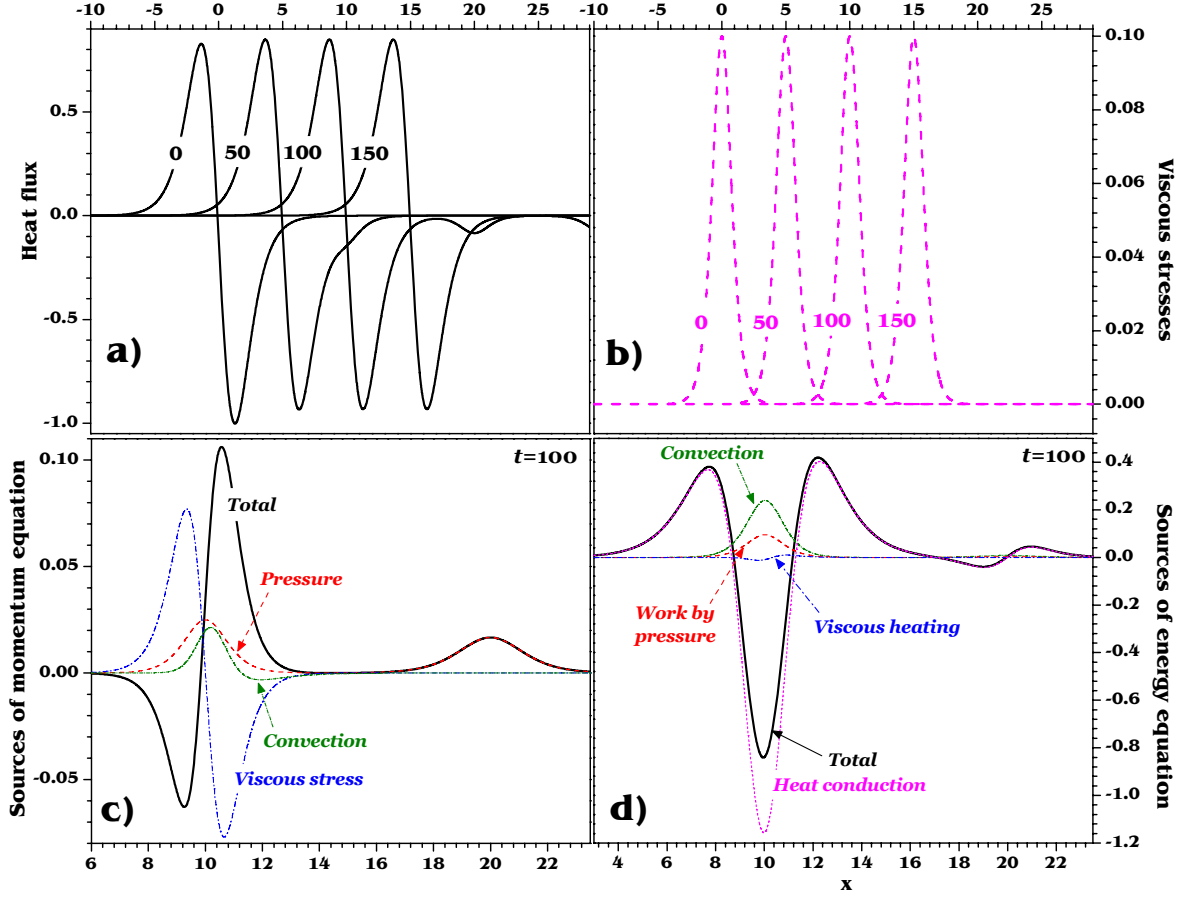 -10 -5 0 5 10 15 20 25
-10 -5 0 5 10 15 20 25
Heat flux
0.5
0.0
-0.5
-1.0
0 50 100 150
a)
Viscous stresses
0.10
0.08
0.06
0.04
0.02
0.00
0 50 100 150
b)
Sources of momentum equation
0.10
0.05
0.00
-0.05
t=100
Total
Pressure
Convection
Viscous stress
c)
6 8 10 12 14 16 18 20 22
Sources of energy equation
0.4
0.2
0.0
-0.2
-0.4
-0.6
-0.8
-1.0
-1.2
Convection
t=100
Work by
pressure
Viscous heating
Total
Heat conduction
d)
4 6 8 10 12 14 16 18 20 22
x